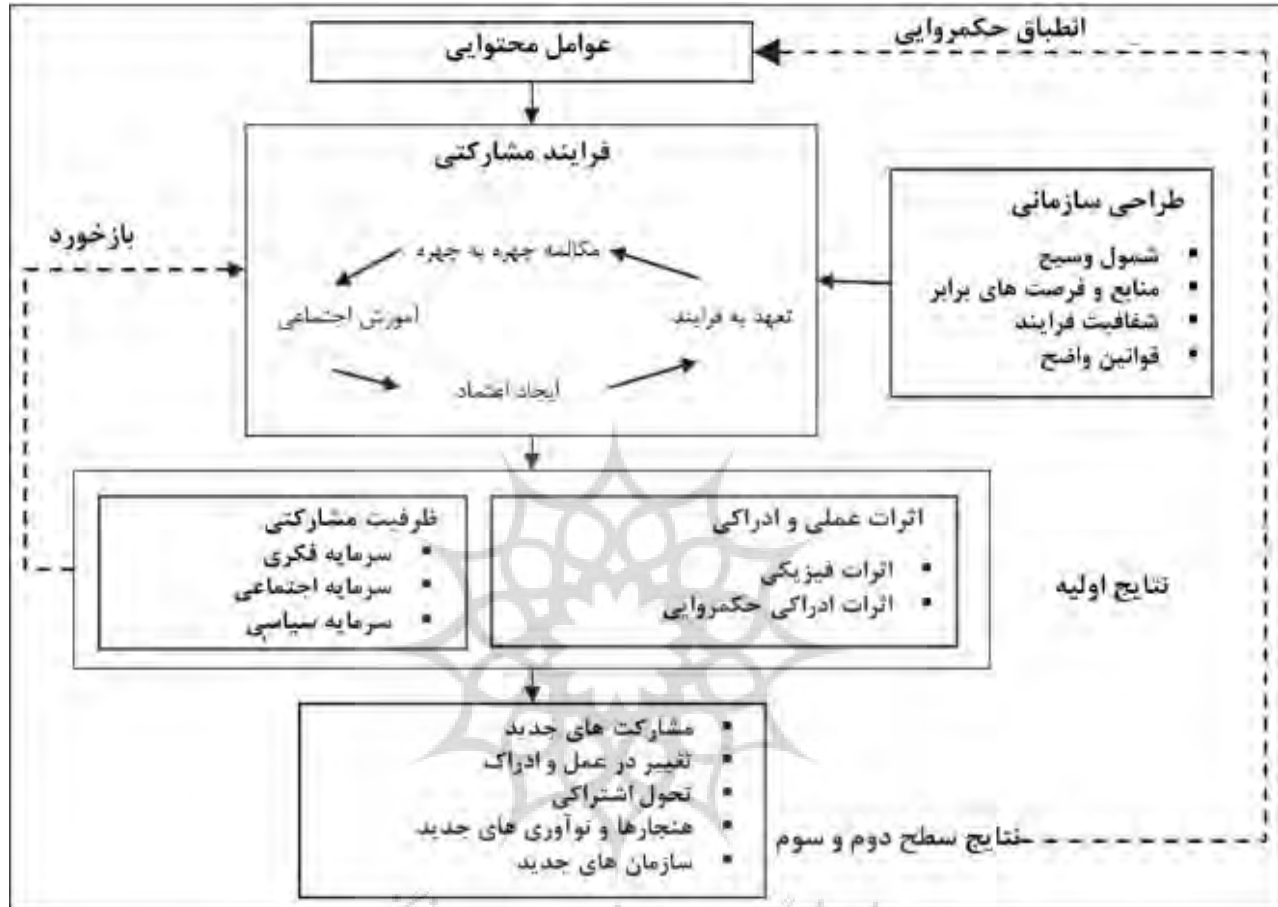 انطباق حکمروایی
عوامل محتوایی
فرایند مشارکتی
مکالمه چهره به چهره
آموزش اجتماعی
تعهد به فرایند
ایجاد اعتماد
طراحی سازمانی
▪ شمول وسیع
▪ منابع و فرصت های برابر
▪ شفافیت فرایند
▪ قوانین واضح
بازخورد
اثرات عملی و ادراکی
▪ اثرات فیزیکی
▪ اثرات ادراکی حکمروایی
ظرفیت مشارکتی
▪ سرمایه فکری
▪ سرمایه اجتماعی
▪ سرمایه سیاسی
نتایج اولیه
▪ مشارکت های جدید
▪ تغییر در عمل و ادراک
▪ تحول اشتراکی
▪ هنجارها و نوآوری های جدید
▪ سازمان های جدید
نتایج سطح دوم و سوم